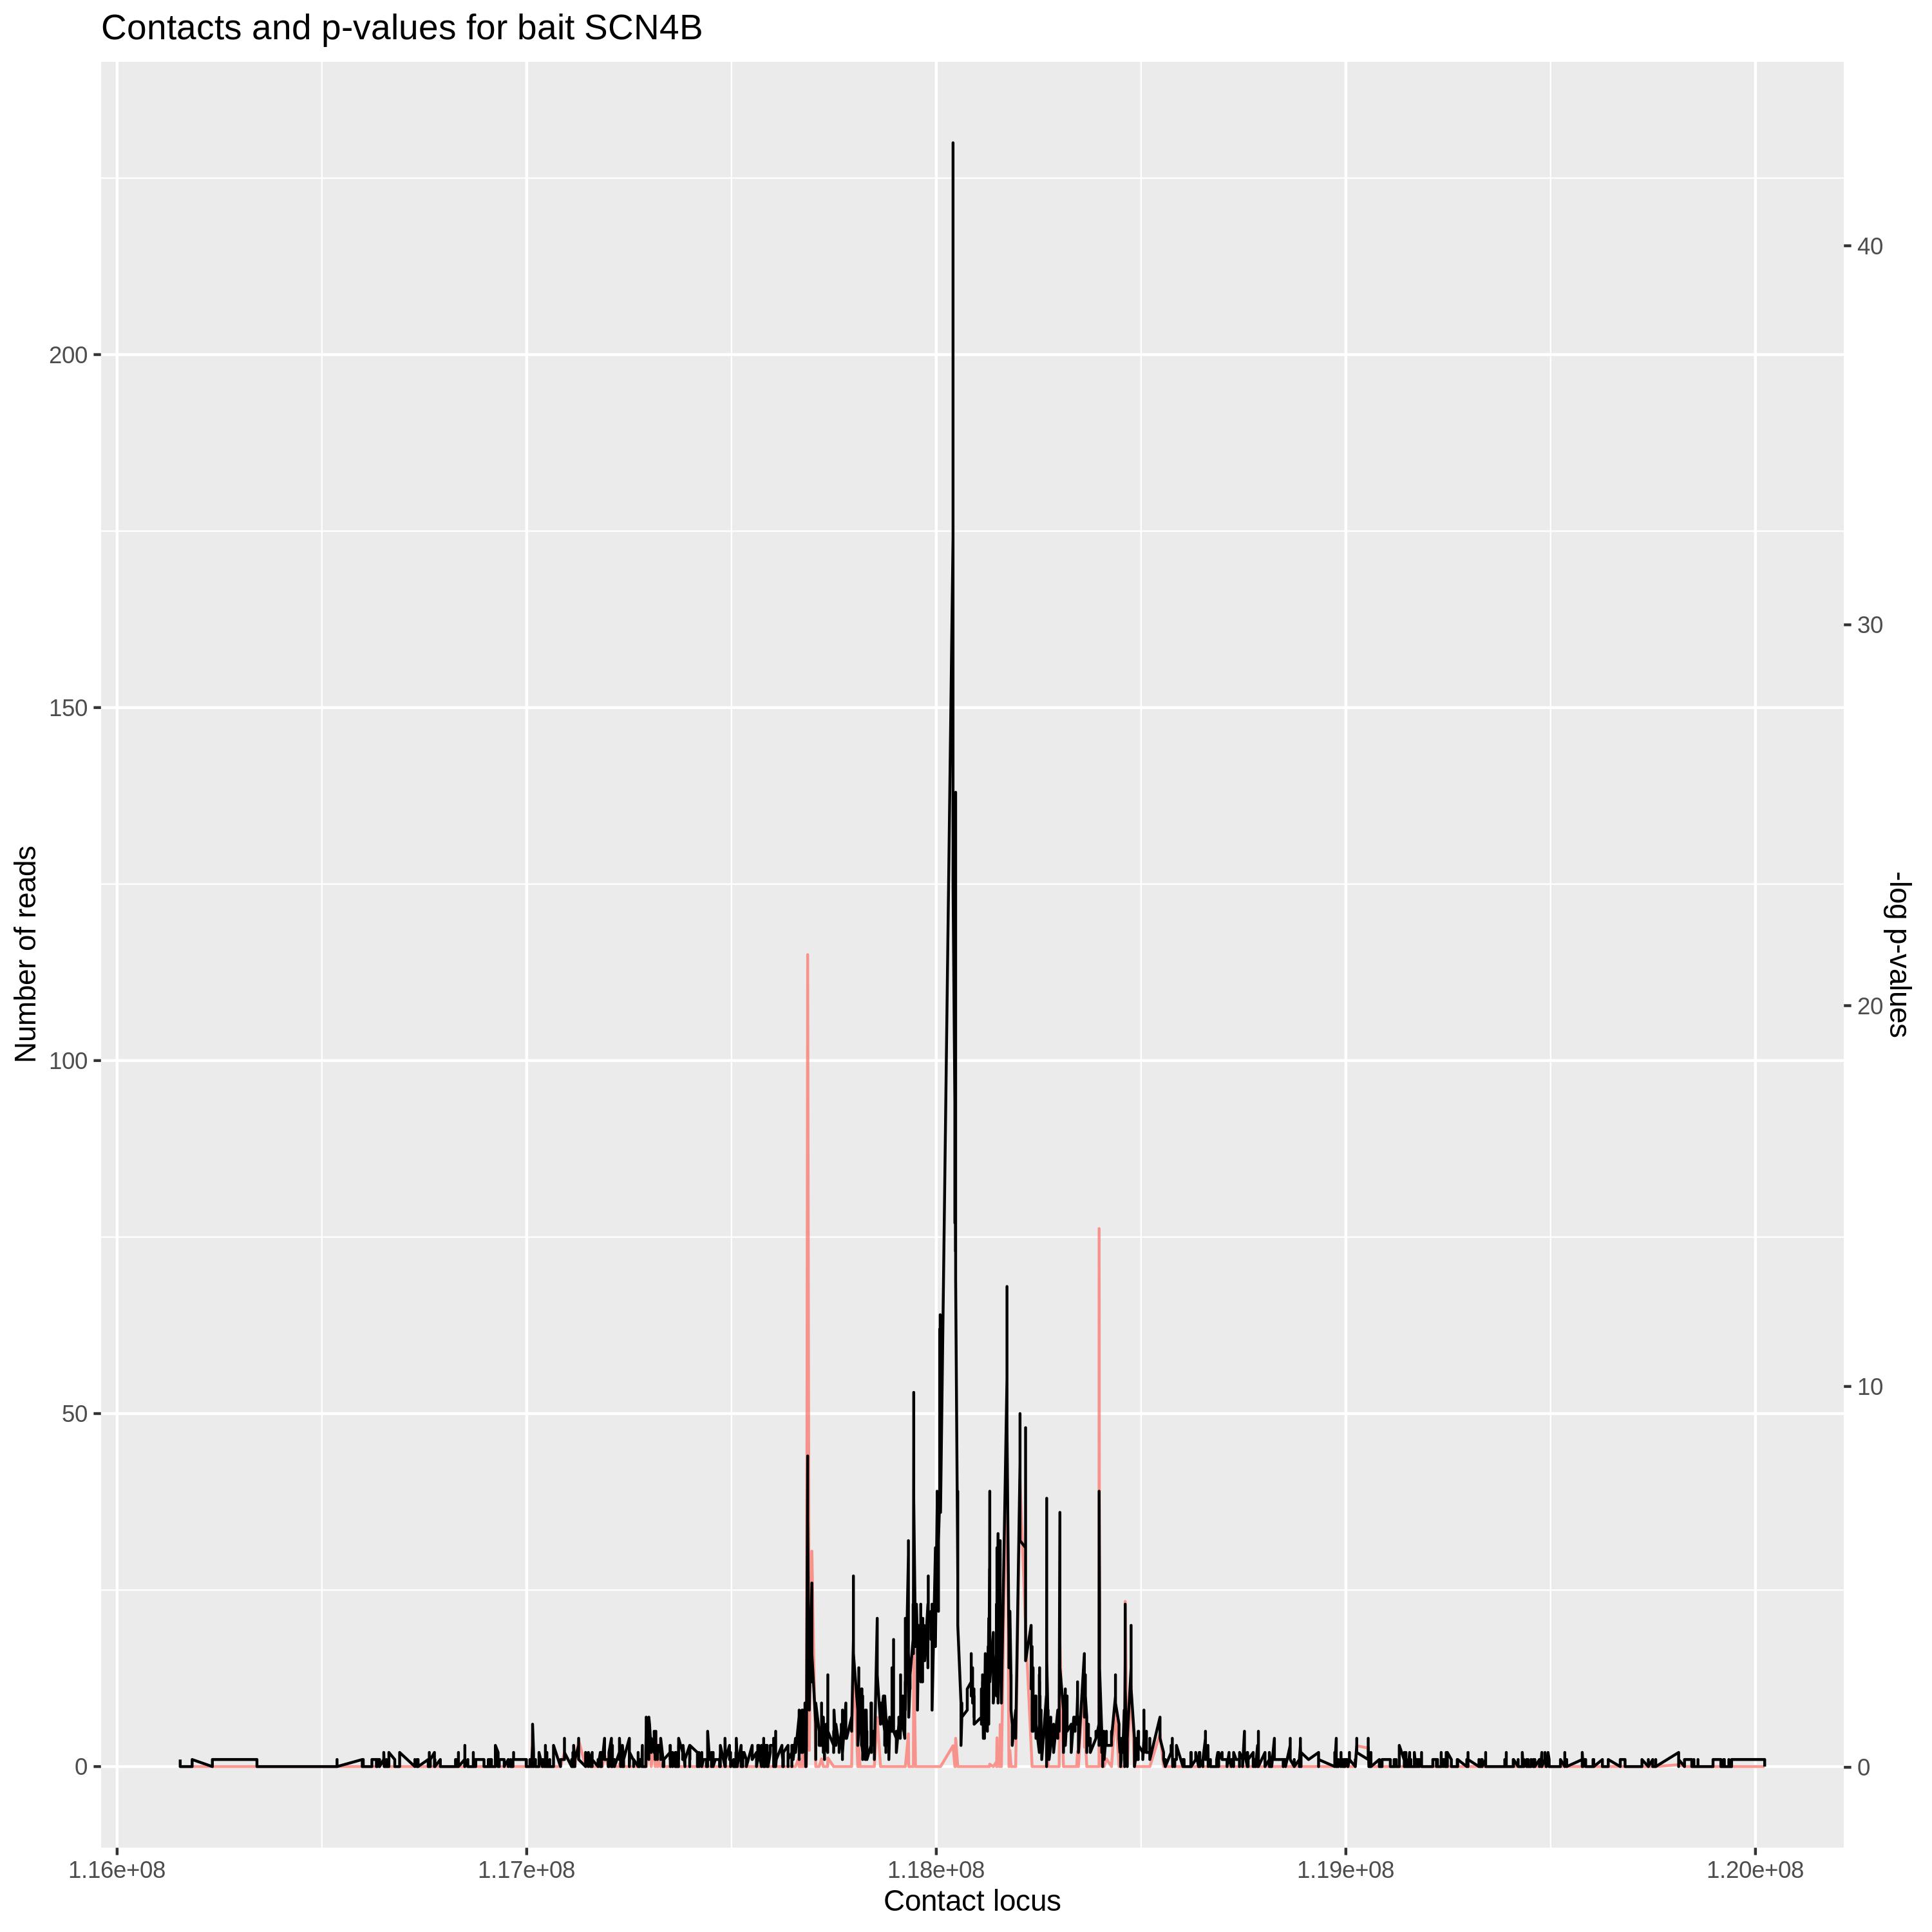 Contacts and p-values for bait SCN4B
Number of reads
200
150
100
50
0
40
30
20
10
0
-log p-values
1.16e+08
1.17e+08
1.18e+08
1.19e+08
1.20e+08
Contact locus